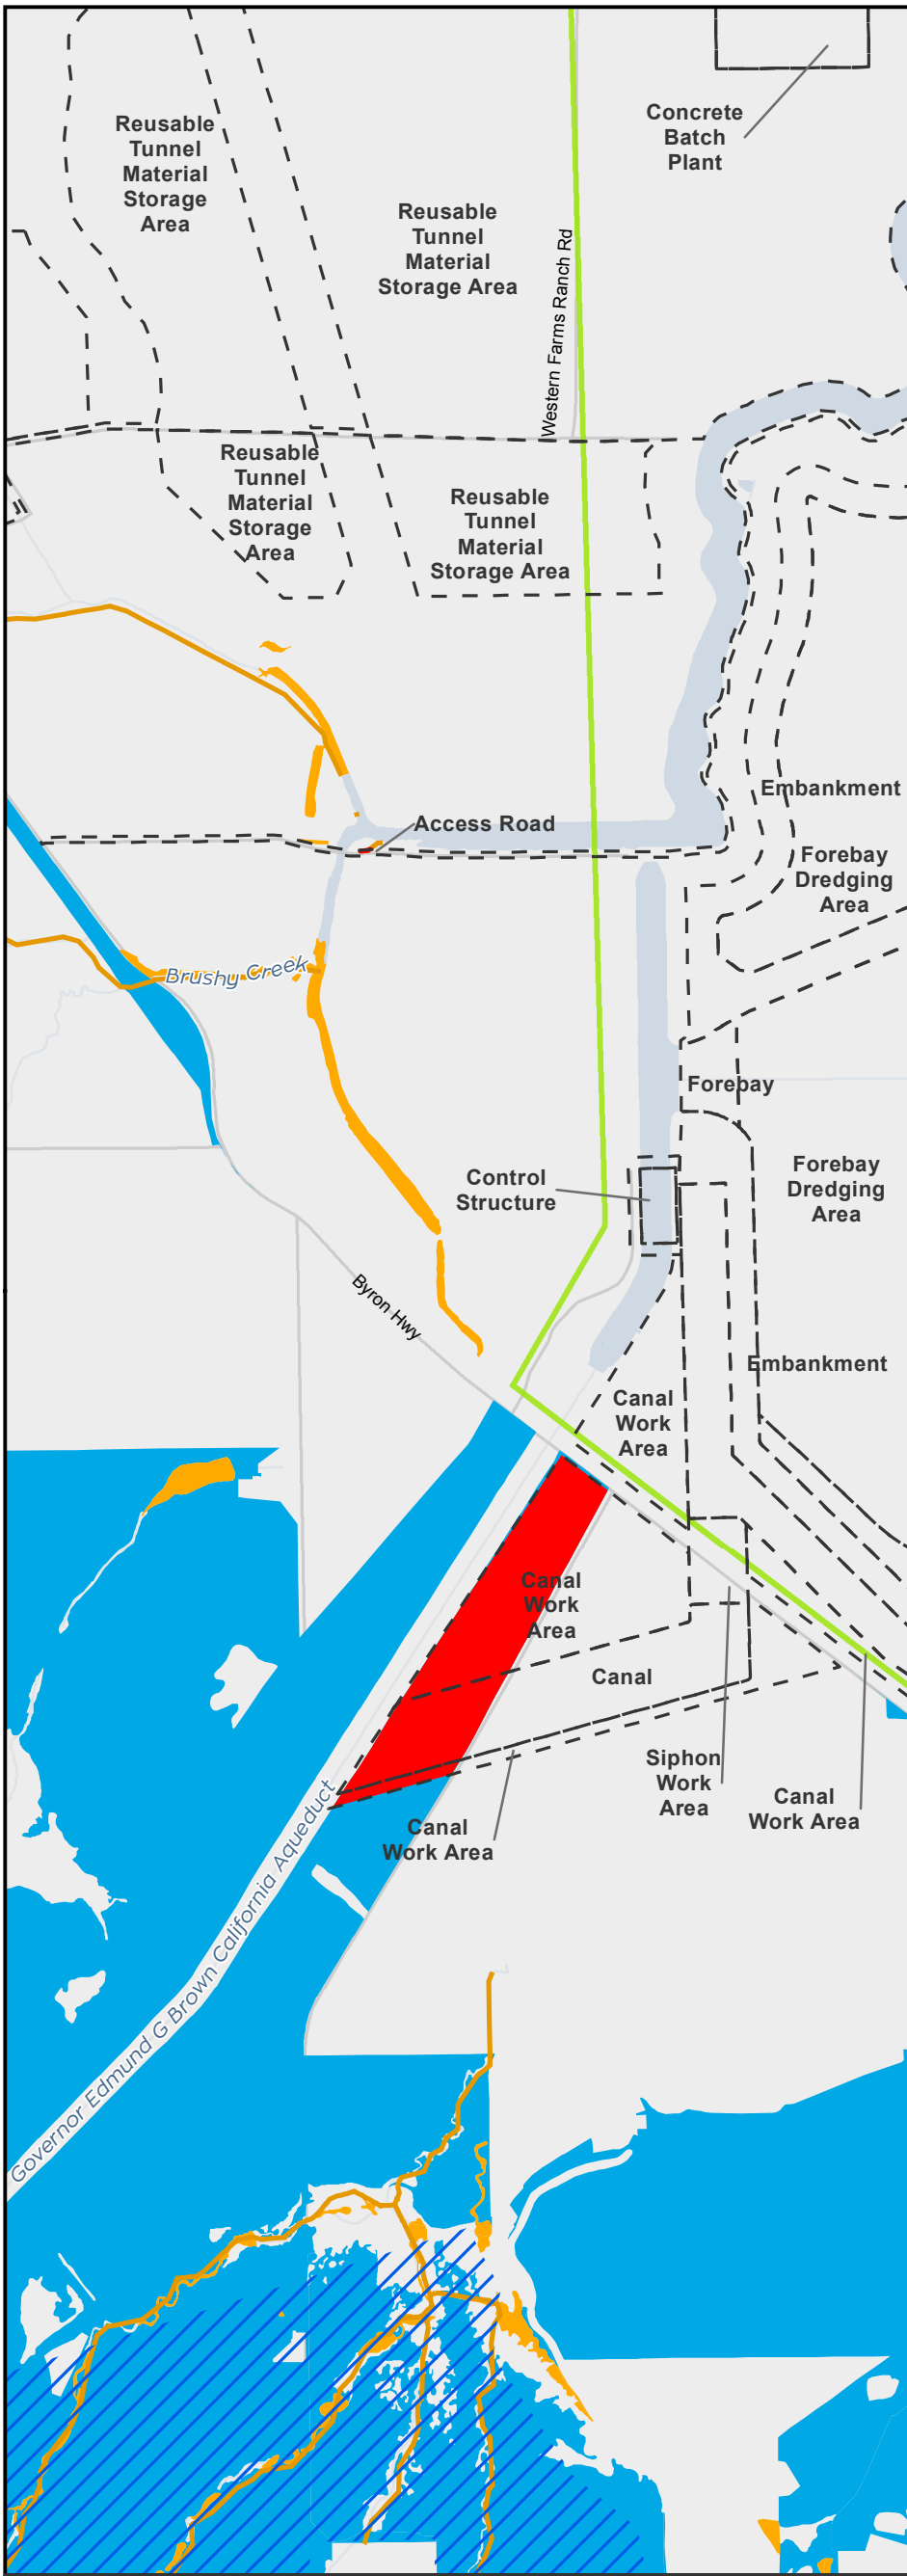 Concrete
Batch
Plant
Reusable
Tunnel
Material
Storage
Area
Reusable
Tunnel
Material
Storage Area
Western Farms Ranch Rd
Reusable
Tunnel
Material
Storage
Area
Reusable
Tunnel
Material
Storage Area
Embankment
Access Road
Forebay
Dredging
Area
Brushy Creek
Forebay
Control
Structure
Forebay
Dredging
Area
Byron Hwy
Embankment
Canal
Work
Area
Canal
Work
Area
Canal
Siphon
Work
Area
Canal
Work Area
Canal
Work Area
Governor Edmund G Brown California Aqueduct